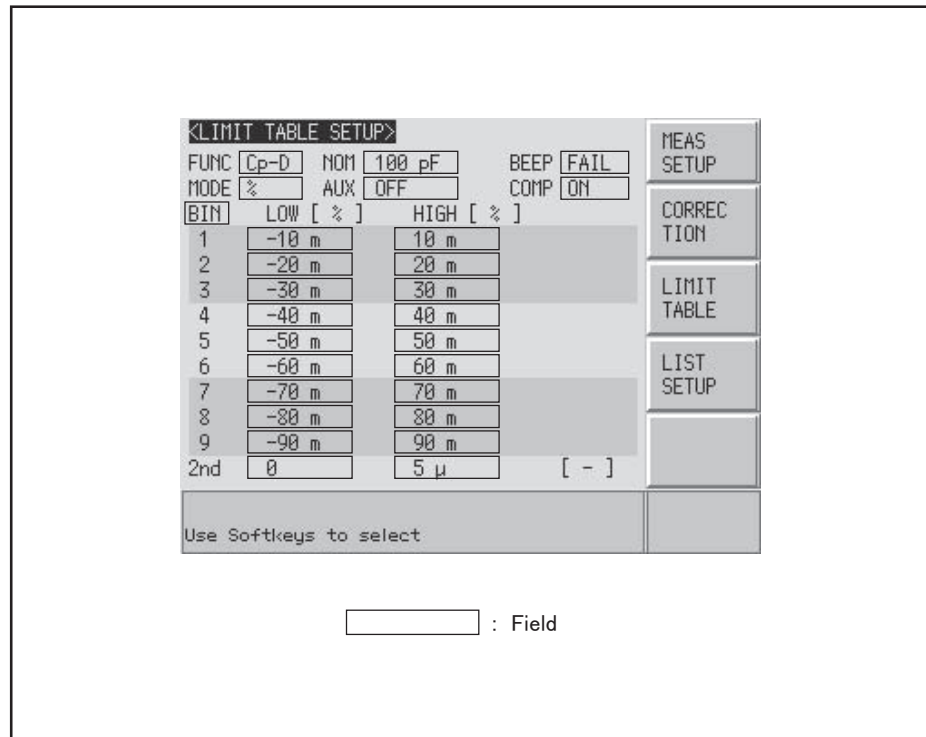 <LIMIT TABLE SETUP>
FUNC Cp-D NOM 100 pF BEEP FAIL
MODE % AUX OFF COMP ON
BIN LOW [ % ] HIGH [ % ]
1 -10 m 10 m
2 -20 m 20 m
3 -30 m 30 m
4 -40 m 40 m
5 -50 m 50 m
6 -60 m 60 m
7 -70 m 70 m
8 -80 m 80 m
9 -90 m 90 m
2nd 0 5 μ [ - ]
Use Softkeys to select
MEAS
SETUP
CORREC
TION
LIMIT
TABLE
LIST
SETUP
: Field